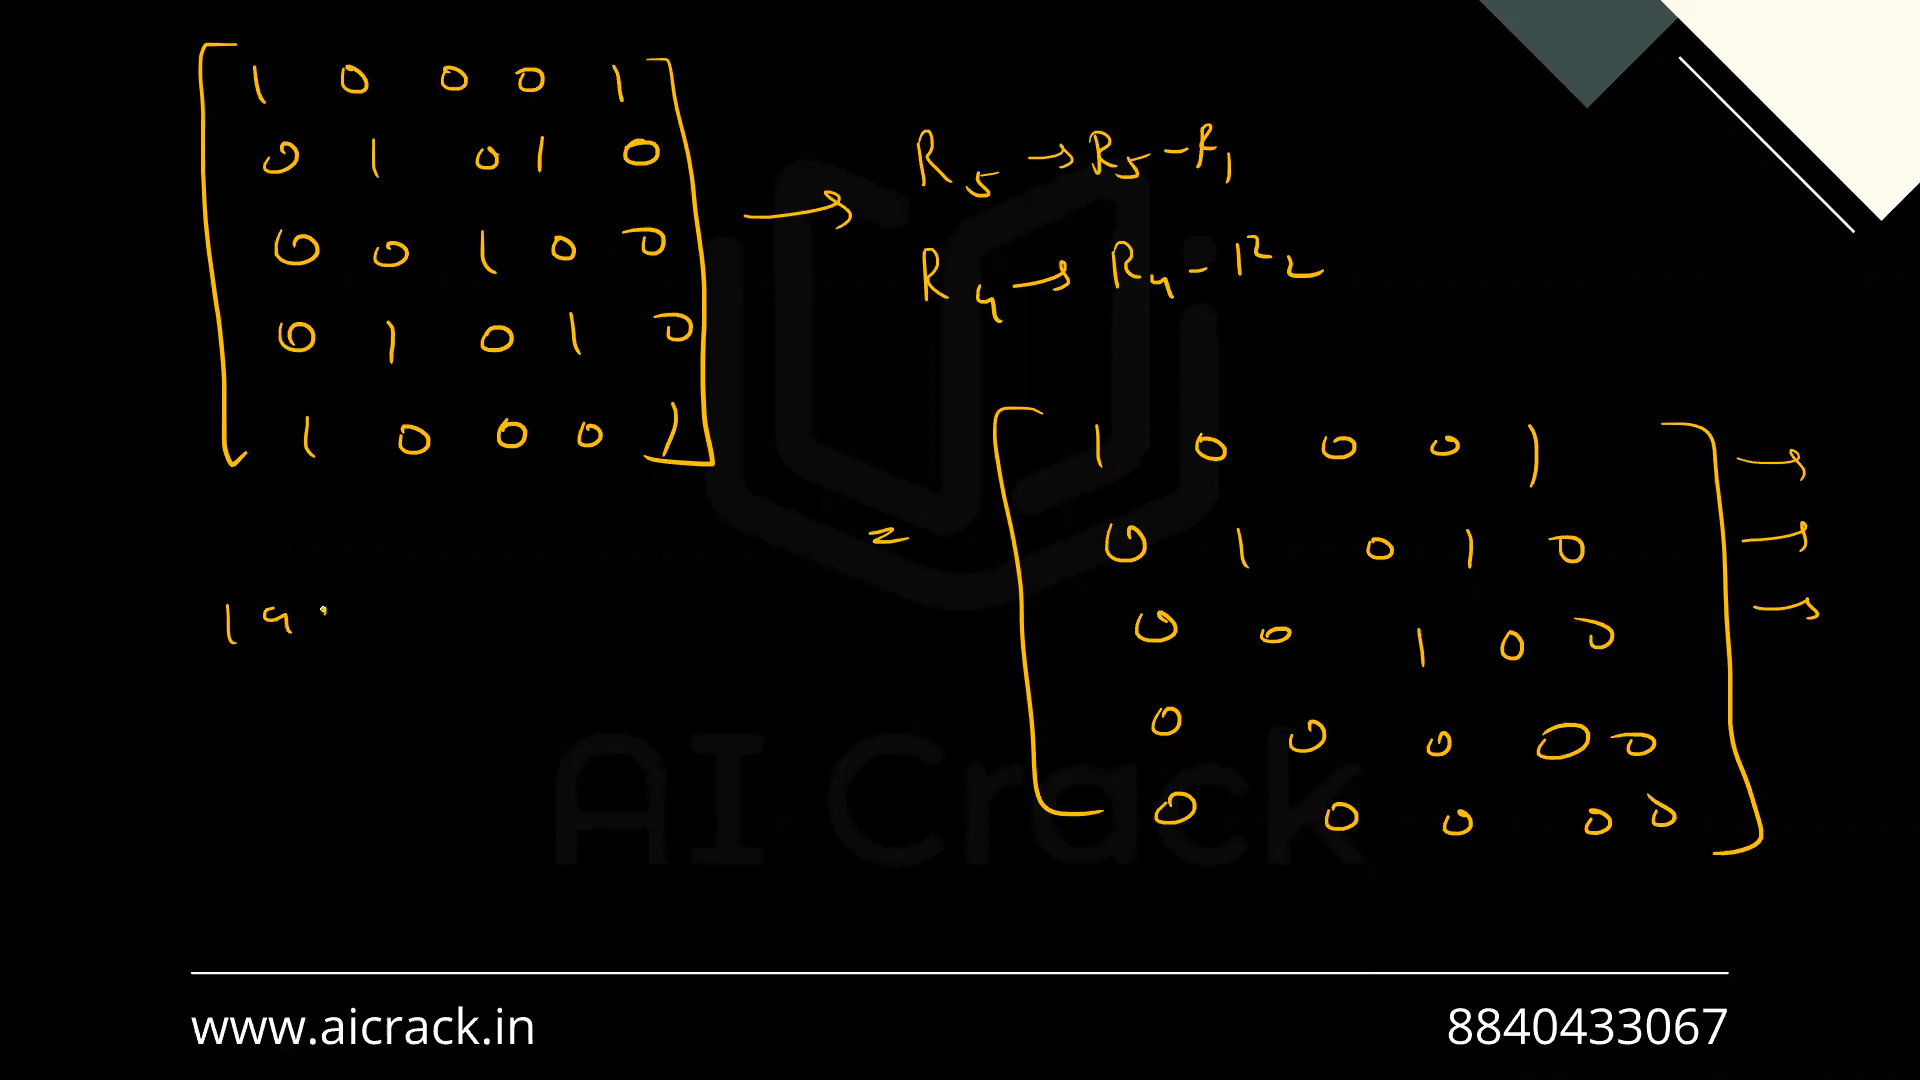 1 0 0 0 1
0 1 0 1 0
0 0 1 0 0
0 1 0 1 0
1 0 0 0 1
→ R5 → R5 - R1
R4 → R4 - R2
=
1 0 0 0 1 →
0 1 0 1 0 →
0 0 1 0 0 →
0 0 0 0 0
0 0 0 0 0
AI Crack
www.aicrack.in
8840433067